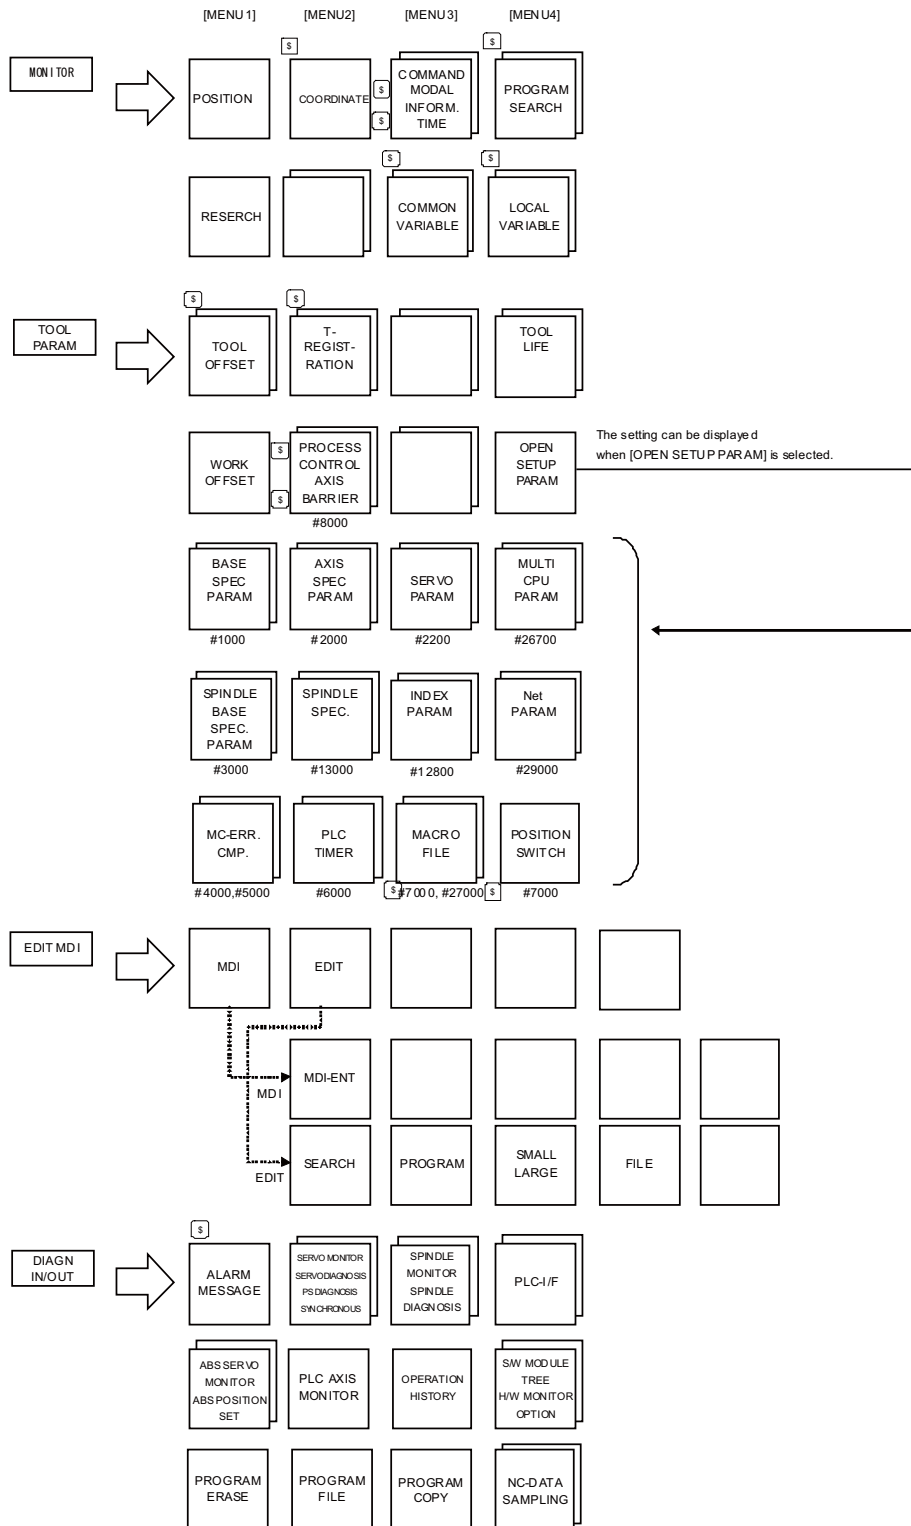 [MENU1] [MENU2] [MENU3] [MENU4]
MONITOR
$
$
$
$
POSITION
COORDINATE
COMMAND
MODAL
INFORM.
TIME
PROGRAM
SEARCH
$
$
RESERCH
COMMON
VARIABLE
LOCAL
VARIABLE
TOOL
PARAM
$
$
TOOL
OFFSET
T-
REGIST-
RATION
TOOL
LIFE
WORK
OFFSET
$
$
PROCESS
CONTROL
AXIS
BARRIER
#8000
OPEN
SETUP
PARAM
The setting can be displayed
when [OPEN SETUP PARAM] is selected.
BASE
SPEC
PARAM
#1000
AXIS
SPEC
PARAM
#2000
SERVO
PARAM
#2200
MULTI
CPU
PARAM
#26700
SPINDLE
BASE
SPEC.
PARAM
#3000
SPINDLE
SPEC.
#13000
INDEX
PARAM
#12800
Net
PARAM
#29000
MC-ERR.
CMP.
#4000,#5000
PLC
TIMER
#6000
MACRO
FILE
$
#7000, #27000
POSITION
SWITCH
$
#7000
EDIT MDI
MDI
EDIT
MDI
MDI-ENT
EDIT
SEARCH
PROGRAM
SMALL
LARGE
FILE
DIAGN
IN/OUT
$
ALARM
MESSAGE
SERVO MONITOR
SERVO DIAGNOSIS
PS DIAGNOSIS
SYNCHRONOUS
SPINDLE
MONITOR
SPINDLE
DIAGNOSIS
PLC-I/F
ABS SERVO
MONITOR
ABS POSITION
SET
PLC AXIS
MONITOR
OPERATION
HISTORY
S/W MODULE
TREE
H/W MONITOR
OPTION
PROGRAM
ERASE
PROGRAM
FILE
PROGRAM
COPY
NC-DATA
SAMPLING